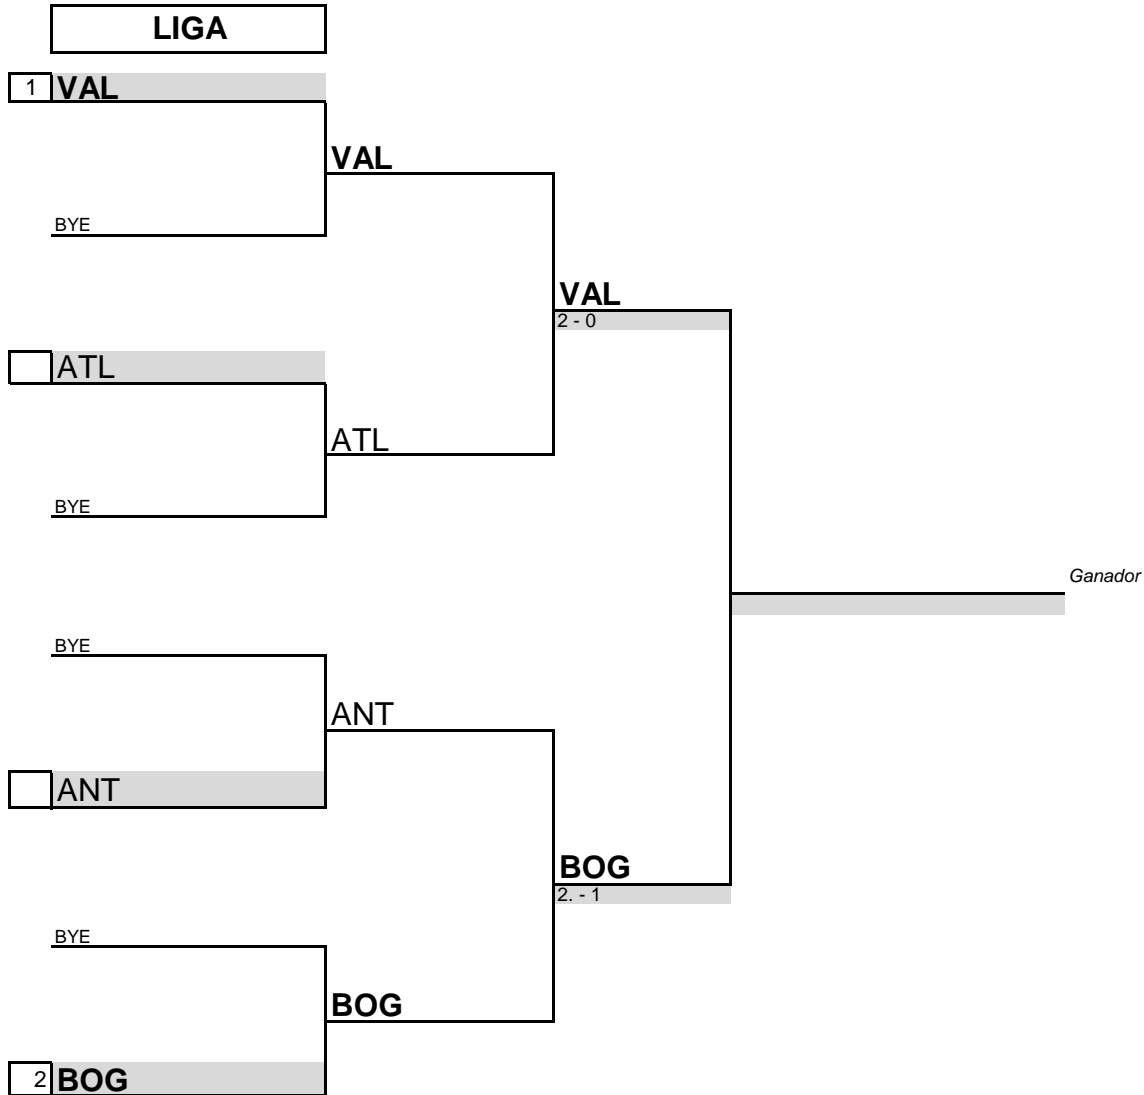 LIGA
1 VAL
VAL
BYE
VAL
2 - 0
ATL
ATL
BYE
Ganador
BYE
ANT
ANT
BOG
2. - 1
BYE
BOG
2 BOG